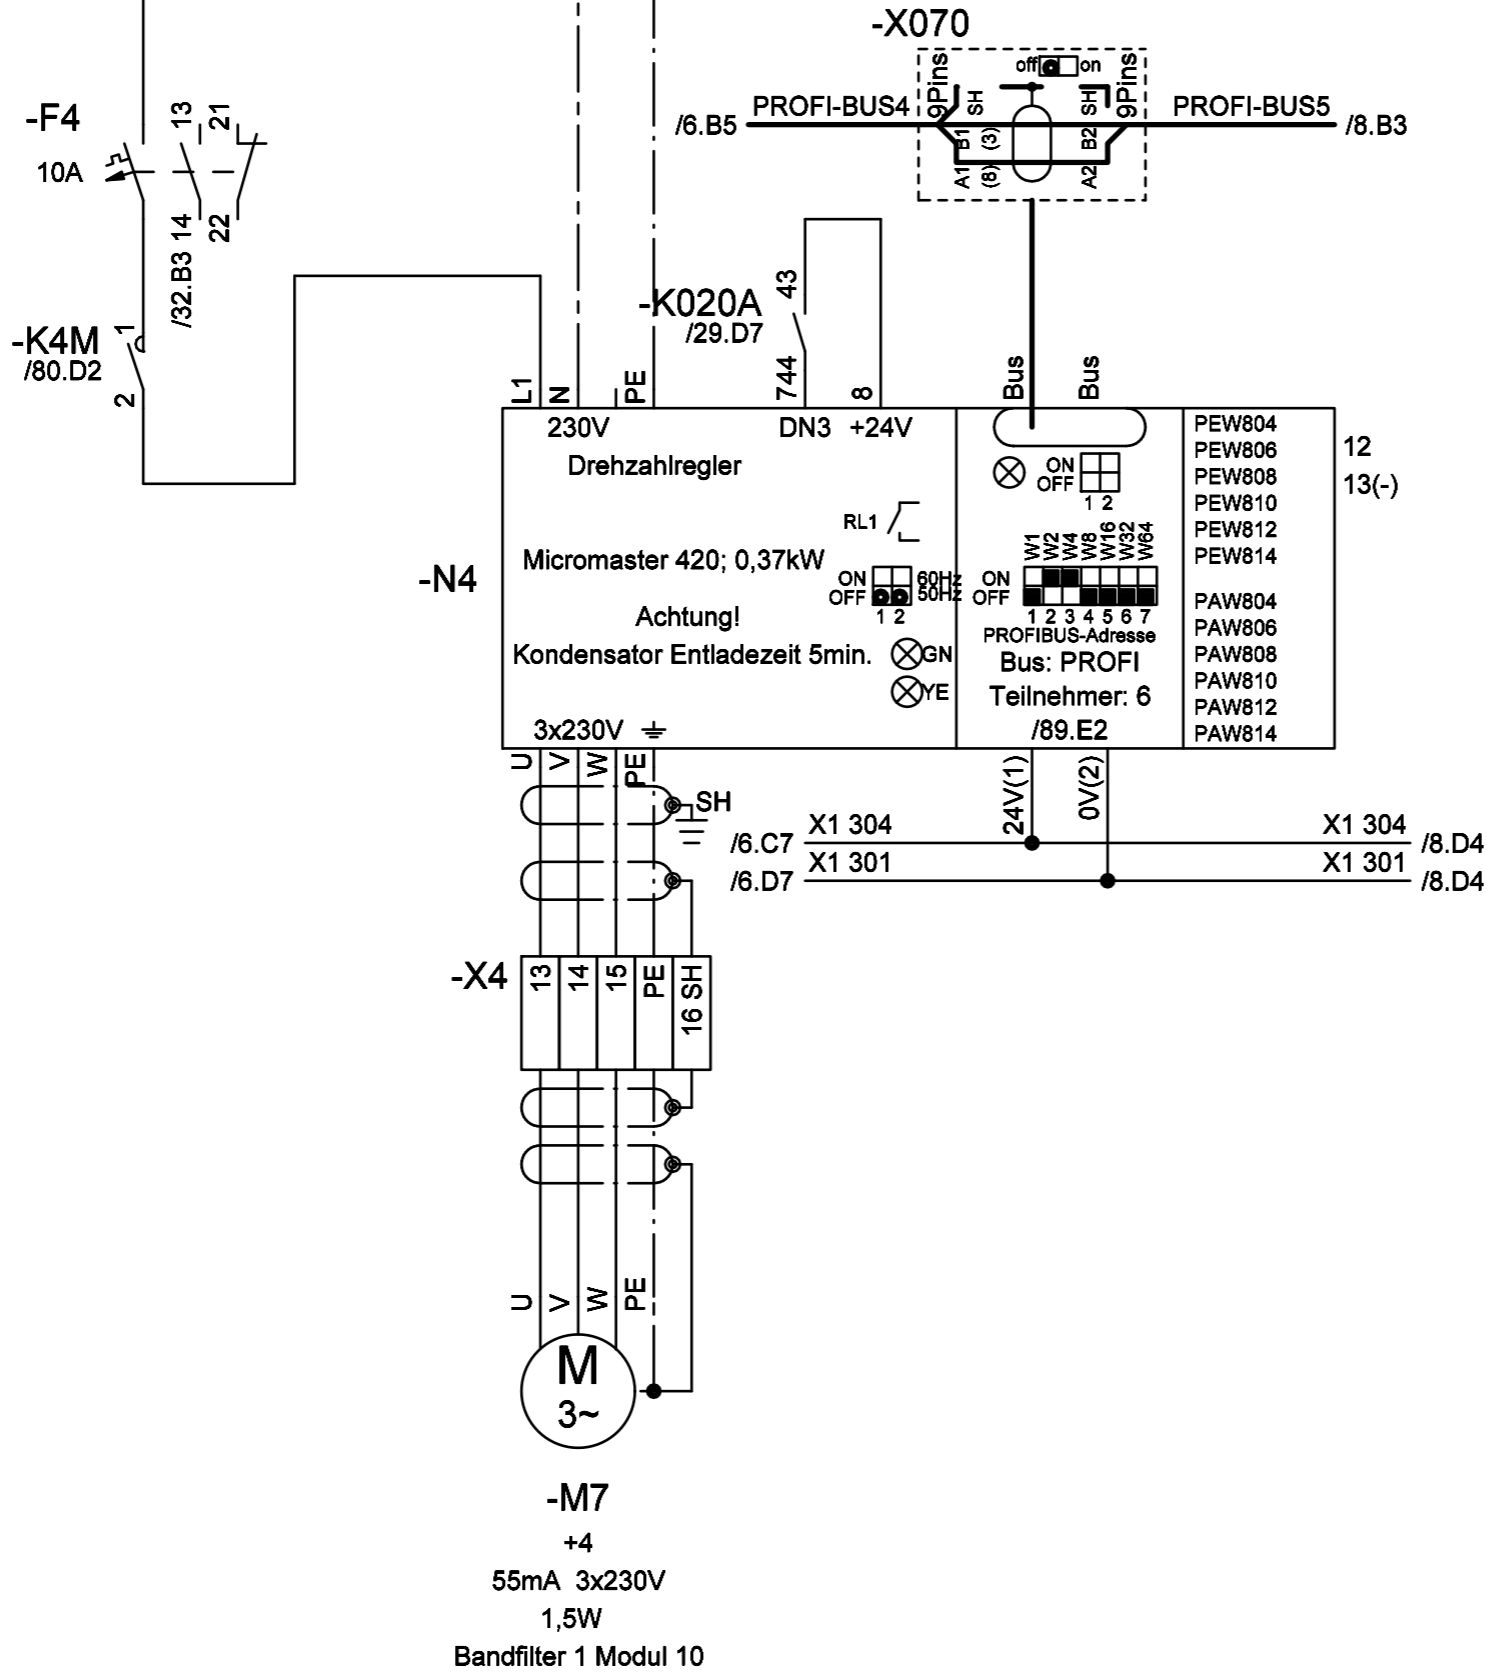 -X070
off on
9Pins SH SH 9Pins
PROFI-BUS4
PROFI-BUS5
/6.B5
/8.B3
B1 (3) B2
A1 (8) A2
-F4
10A
13 21
14 22
/32.B3
-K4M
/80.D2
1
2
-K020A
/29.D7
43
744 8
L1 N PE
Bus Bus
230V
DN3 +24V
Drehzahlregler
RL1
Micromaster 420; 0,37kW
-N4
ON 60Hz
OFF 50Hz
1 2
Achtung!
Kondensator Entladezeit 5min.
GN
YE
3x230V
ON
OFF
1 2
W1 W2 W4 W8 W16 W32 W64
ON
OFF
1 2 3 4 5 6 7
PROFIBUS-Adresse
Bus: PROFI
Teilnehmer: 6
/89.E2
PEW804
PEW806
PEW808
PEW810
PEW812
PEW814
PAW804
PAW806
PAW808
PAW810
PAW812
PAW814
12
13(-)
U V W PE
SH
24V(1) 0V(2)
/6.C7 X1 304 X1 304 /8.D4
/6.D7 X1 301 X1 301 /8.D4
-X4
13 14 15 PE 16 SH
U V W PE
M
3~
-M7
+4
55mA 3x230V
1,5W
Bandfilter 1 Modul 10